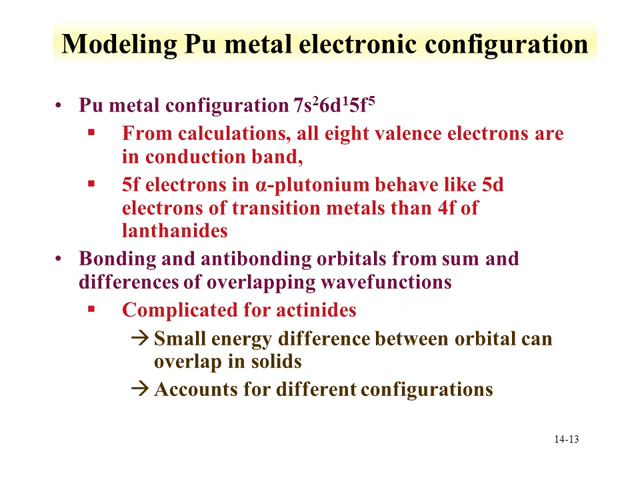 Modeling Pu metal electronic configuration
• Pu metal configuration 7s²6d¹5f⁵
▪ From calculations, all eight valence electrons are
in conduction band,
▪ 5f electrons in α-plutonium behave like 5d
electrons of transition metals than 4f of
lanthanides
• Bonding and antibonding orbitals from sum and
differences of overlapping wavefunctions
▪ Complicated for actinides
→ Small energy difference between orbital can
overlap in solids
→ Accounts for different configurations
14-13